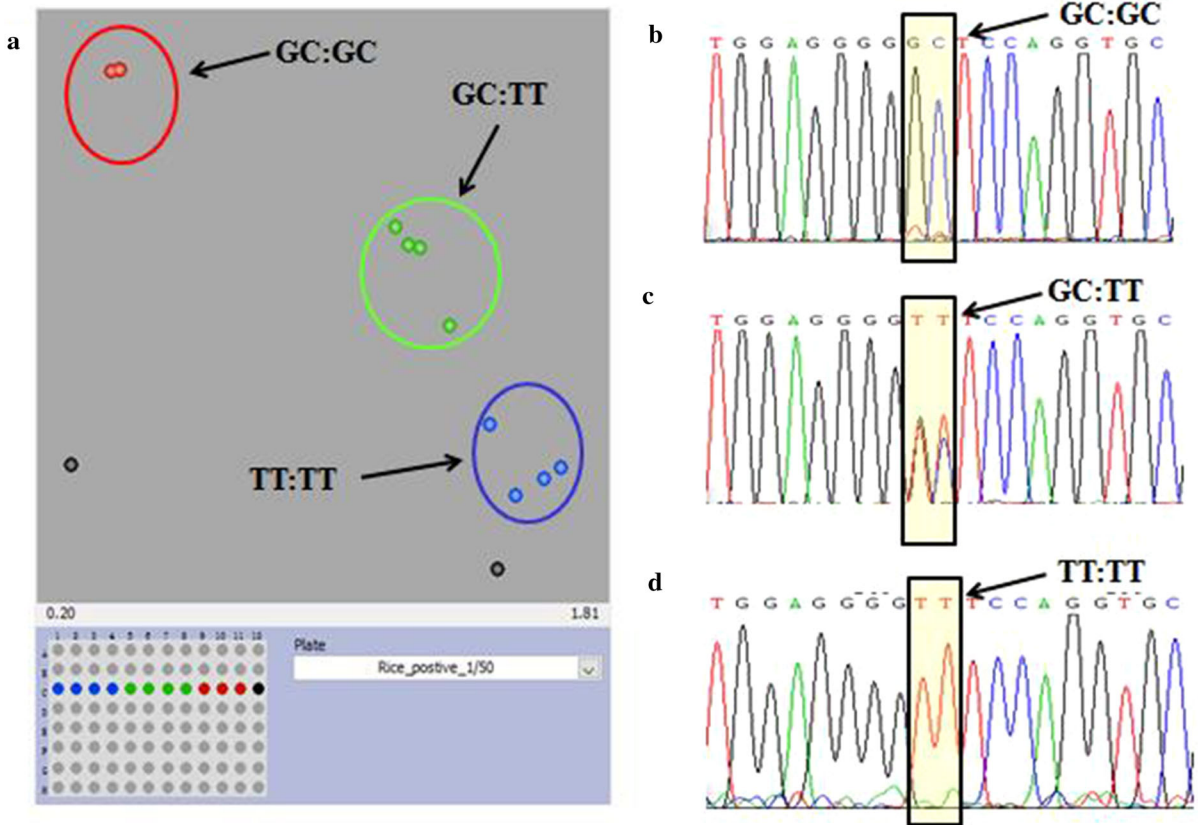 a
GC:GC
GC:TT
TT:TT
0.20 1.81
1 2 3 4 5 6 7 8 9 10 11
A
B
C
D
E
F
G
Plate
Rice_postive_1/50
b
GC:GC
T G G A G G G G G C T C C A G G T G C
c
GC:TT
T G G A G G G G T T T C C A G G T G C
d
TT:TT
T G G A G G G G T T T C C A G G T G C